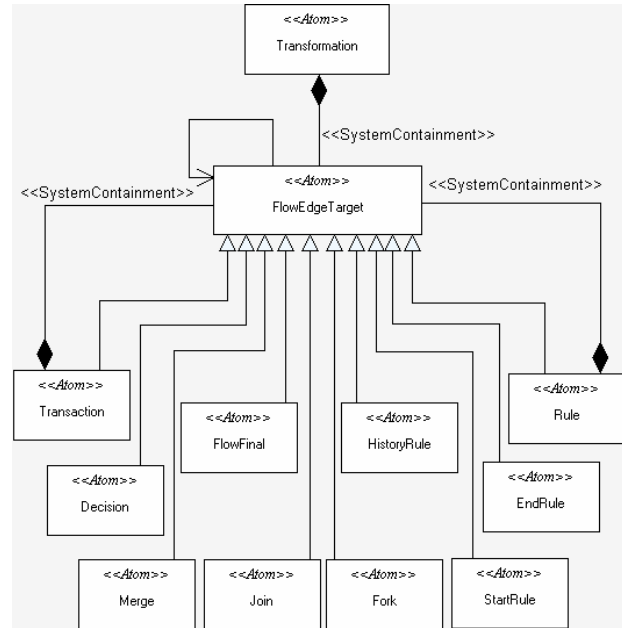 <<Atom>>
Transformation
<<SystemContainment>>
<<Atom>>
FlowEdgeTarget
<<SystemContainment>>
<<SystemContainment>>
<<Atom>>
Transaction
<<Atom>>
FlowFinal
<<Atom>>
HistoryRule
<<Atom>>
Rule
<<Atom>>
Decision
<<Atom>>
EndRule
<<Atom>>
Merge
<<Atom>>
Join
<<Atom>>
Fork
<<Atom>>
StartRule